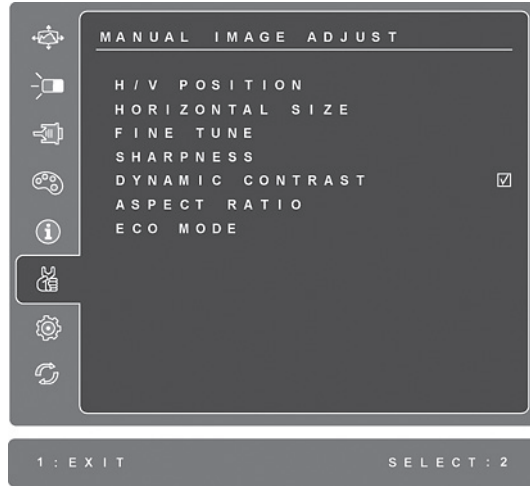 MANUAL IMAGE ADJUST
H/V POSITION
HORIZONTAL SIZE
FINE TUNE
SHARPNESS
DYNAMIC CONTRAST ☑
ASPECT RATIO
ECO MODE
1:EXIT SELECT:2